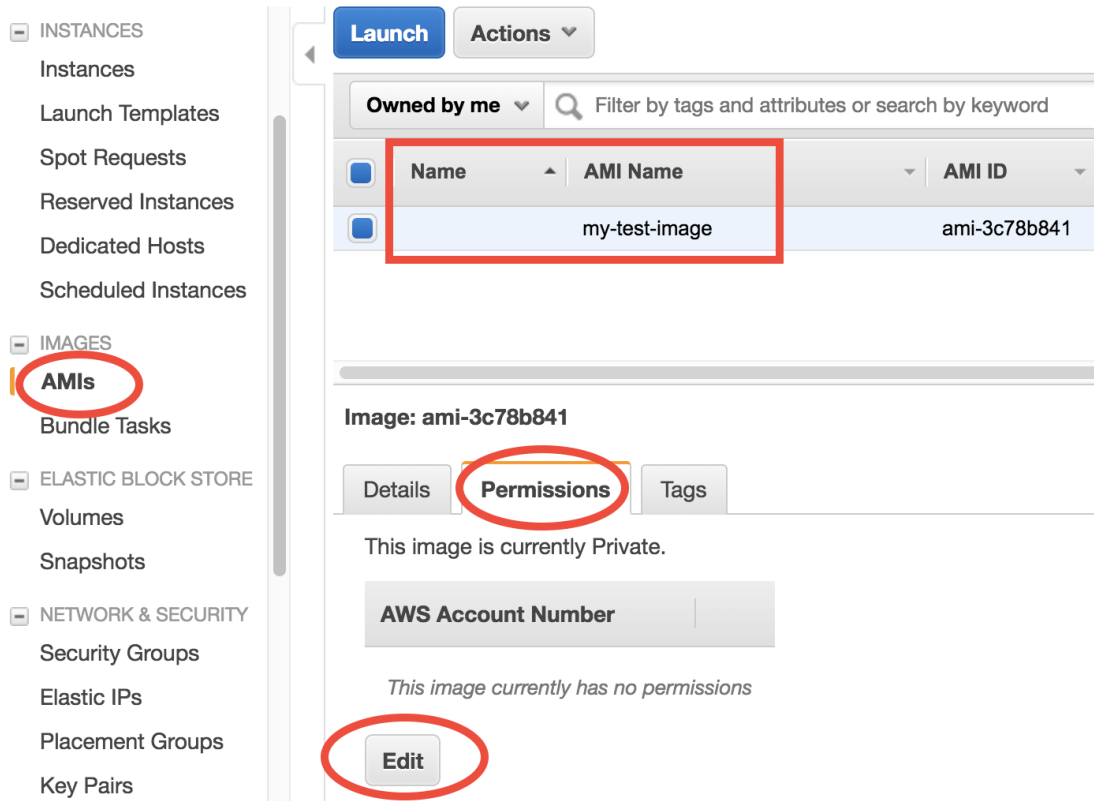 INSTANCES
Instances
Launch Templates
Spot Requests
Reserved Instances
Dedicated Hosts
Scheduled Instances
IMAGES
AMIs
Bundle Tasks
ELASTIC BLOCK STORE
Volumes
Snapshots
NETWORK & SECURITY
Security Groups
Elastic IPs
Placement Groups
Key Pairs
Launch Actions
Owned by me Filter by tags and attributes or search by keyword
Name AMI Name AMI ID
my-test-image ami-3c78b841
Image: ami-3c78b841
Details Permissions Tags
This image is currently Private.
AWS Account Number
This image currently has no permissions
Edit